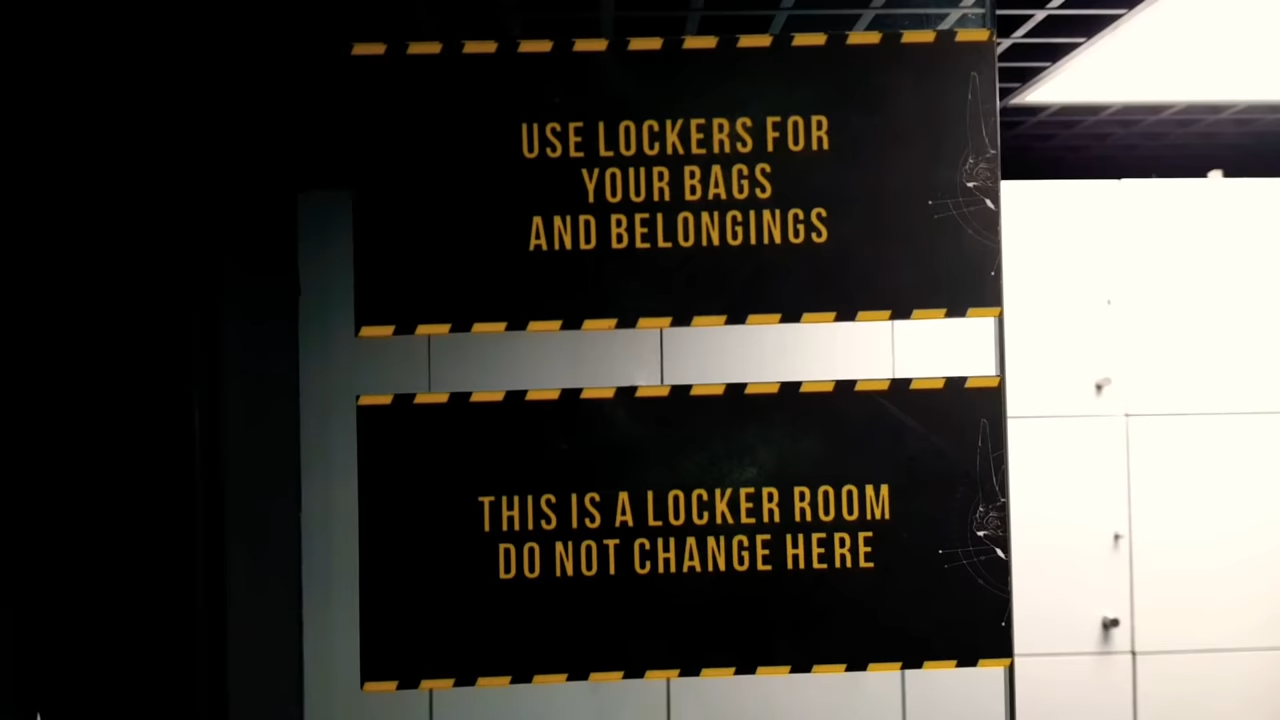 USE LOCKERS FOR
YOUR BAGS
AND BELONGINGS
THIS IS A LOCKER ROOM
DO NOT CHANGE HERE